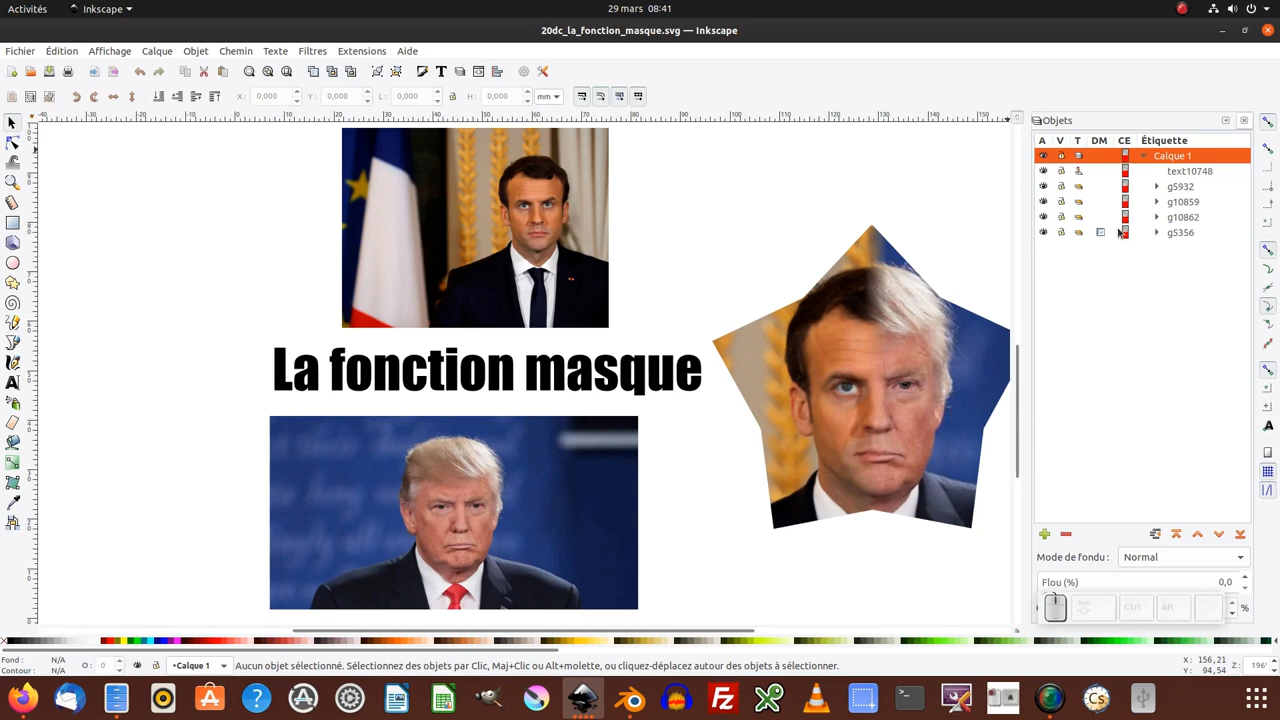 Activités
Inkscape
29 mars 08:41
20dc_la_fonction_masque.svg — Inkscape
Fichier Édition Affichage Calque Objet Chemin Texte Filtres Extensions Aide
X: 0,000 Y: 0,000 L: 0,000 H: 0,000 mm
Objets
A V T DM CE Étiquette
Calque 1
text10748
g5932
g10859
g10862
g5356
La fonction masque
Mode de fondu : Normal
Flou (%) 0,0
Ctrl Alt %
Fond : N/A
Contour : N/A
O: 0
•Calque 1
Aucun objet sélectionné. Sélectionnez des objets par Clic, Maj+Clic ou Alt+molette, ou cliquez-déplacez autour des objets à sélectionner.
X: 156,21
Y: 94,54
Z: 196%